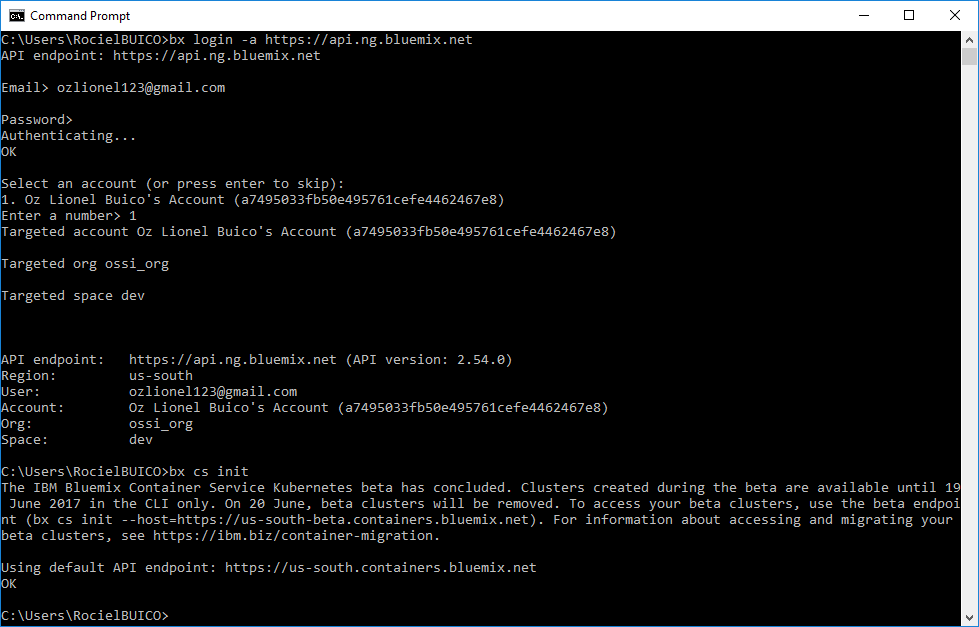 Command Prompt
C:\Users\RocielBUICO>bx login -a https://api.ng.bluemix.net
API endpoint: https://api.ng.bluemix.net
Email> ozlionel123@gmail.com
Password>
Authenticating...
OK
Select an account (or press enter to skip):
1. Oz Lionel Buico's Account (a7495033fb50e495761cefe4462467e8)
Enter a number> 1
Targeted account Oz Lionel Buico's Account (a7495033fb50e495761cefe4462467e8)
Targeted org ossi_org
Targeted space dev
API endpoint:   https://api.ng.bluemix.net (API version: 2.54.0)
Region:         us-south
User:           ozlionel123@gmail.com
Account:        Oz Lionel Buico's Account (a7495033fb50e495761cefe4462467e8)
Org:            ossi_org
Space:          dev
C:\Users\RocielBUICO>bx cs init
The IBM Bluemix Container Service Kubernetes beta has concluded. Clusters created during the beta are available until 19
 June 2017 in the CLI only. On 20 June, beta clusters will be removed. To access your beta clusters, use the beta endpoi
nt (bx cs init --host=https://us-south-beta.containers.bluemix.net). For information about accessing and migrating your
beta clusters, see https://ibm.biz/container-migration.
Using default API endpoint: https://us-south.containers.bluemix.net
OK
C:\Users\RocielBUICO>